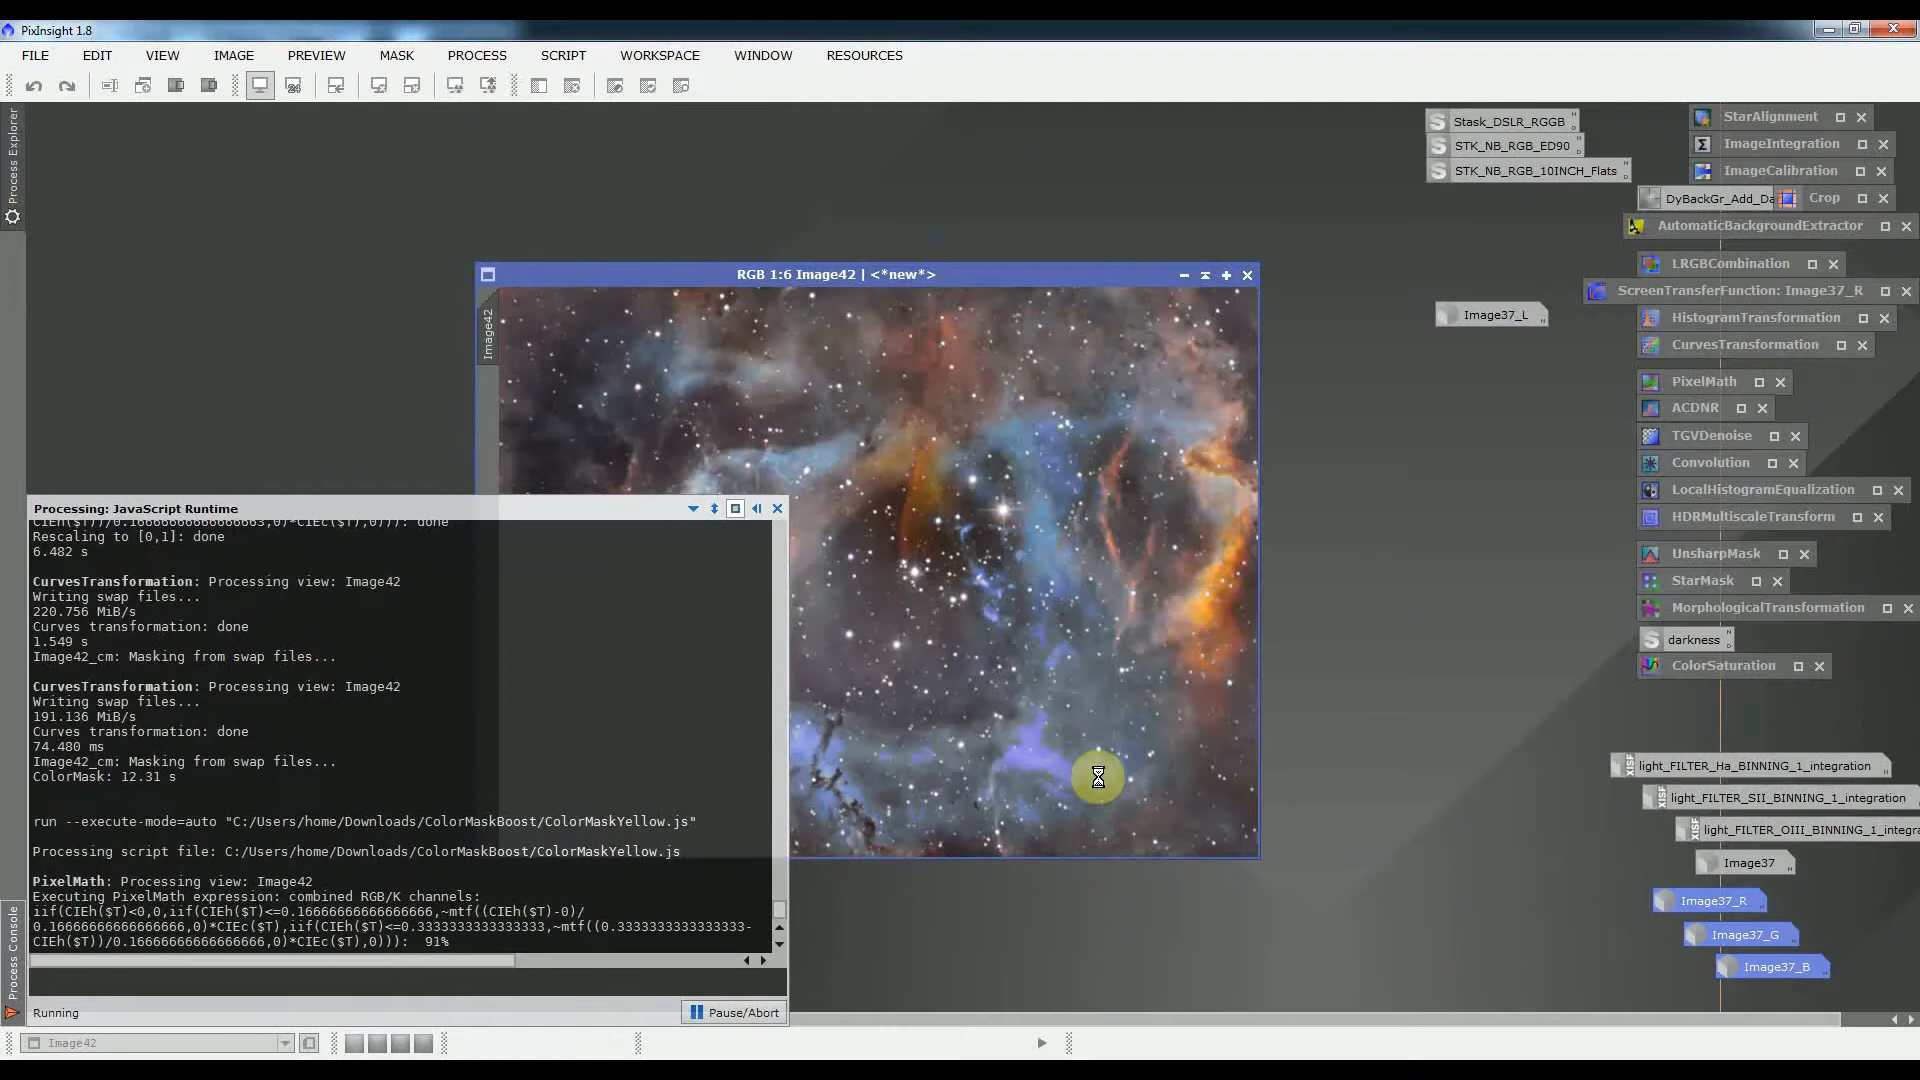 PixInsight 1.8
FILE EDIT VIEW IMAGE PREVIEW MASK PROCESS SCRIPT WORKSPACE WINDOW RESOURCES
Process Explorer
Stask_DSLR_RGGB
STK_NB_RGB_ED90
STK_NB_RGB_10INCH_Flats
StarAlignment
ImageIntegration
ImageCalibration
DyBackGr_Add_Da
Crop
AutomaticBackgroundExtractor
LRGBCombination
ScreenTransferFunction: Image37_R
HistogramTransformation
CurvesTransformation
PixelMath
ACDNR
TGVDenoise
Convolution
LocalHistogramEqualization
HDRMultiscaleTransform
UnsharpMask
StarMask
MorphologicalTransformation
darkness
ColorSaturation
Image37_L
RGB 1:6 Image42 | <*new*>
Image42
light_FILTER_Ha_BINNING_1_integration
light_FILTER_SII_BINNING_1_integration
light_FILTER_OIII_BINNING_1_integra
Image37
Image37_R
Image37_G
Image37_B
Processing: JavaScript Runtime
CIEh($T))/0.16666666666666663,0)*CIEc($T),0))): done
Rescaling to [0,1]: done
6.482 s
CurvesTransformation: Processing view: Image42
Writing swap files...
220.756 MiB/s
Curves transformation: done
1.549 s
Image42_cm: Masking from swap files...
CurvesTransformation: Processing view: Image42
Writing swap files...
191.136 MiB/s
Curves transformation: done
74.480 ms
Image42_cm: Masking from swap files...
ColorMask: 12.31 s
run --execute-mode=auto "C:/Users/home/Downloads/ColorMaskBoost/ColorMaskYellow.js"
Processing script file: C:/Users/home/Downloads/ColorMaskBoost/ColorMaskYellow.js
PixelMath: Processing view: Image42
Executing PixelMath expression: combined RGB/K channels:
iif(CIEh($T)<0,0,iif(CIEh($T)<=0.16666666666666666,~mtf((CIEh($T)-0)/
0.16666666666666666,0)*CIEc($T),iif(CIEh($T)<=0.3333333333333333,~mtf((0.3333333333333333-
CIEh($T))/0.16666666666666666,0)*CIEc($T),0))): 91%
Process Console
Running
Pause/Abort
Image42